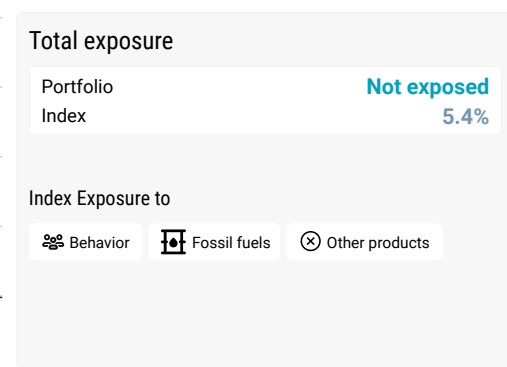 Total exposure
Portfolio Not exposed
Index 5.4%
Index Exposure to
Behavior Fossil fuels Other products